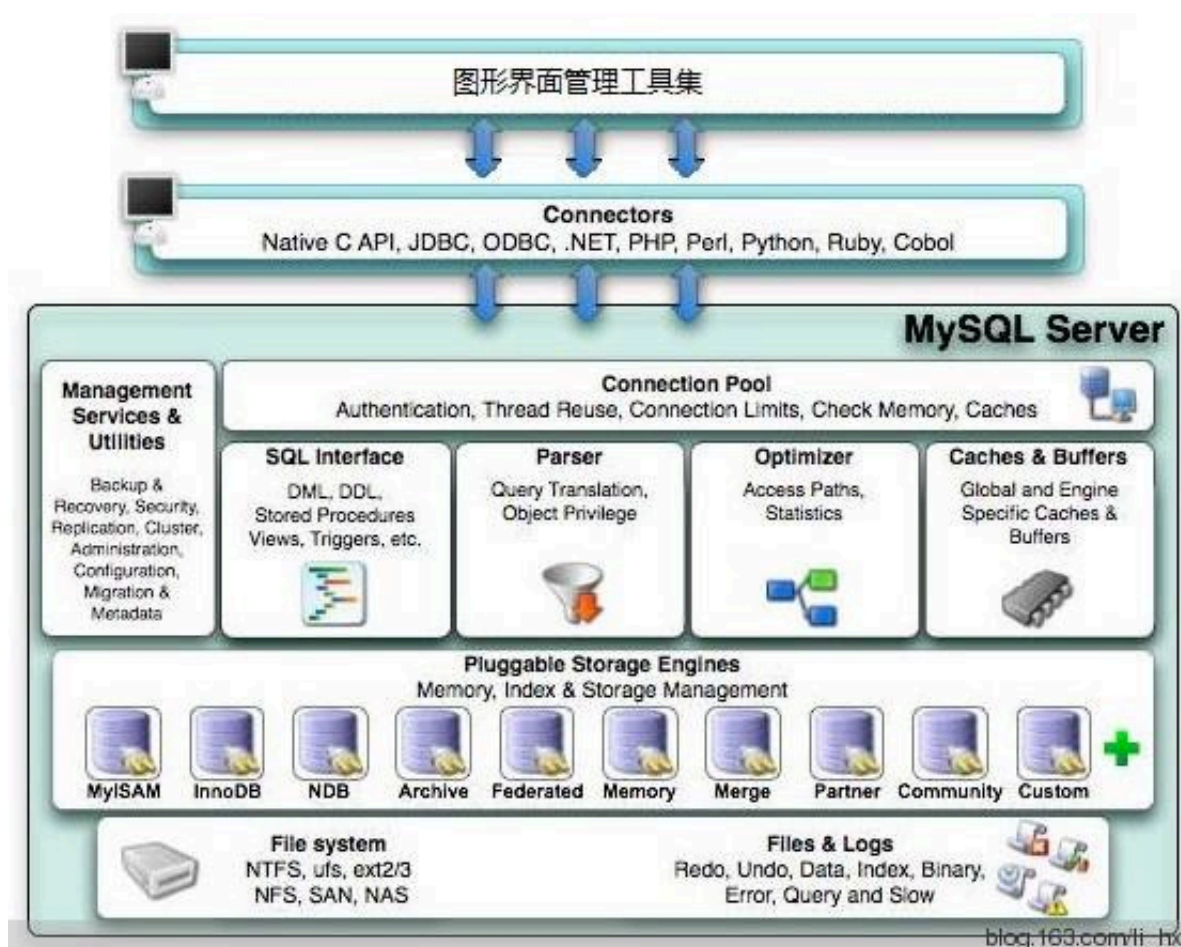 图形界面管理工具集
Connectors
Native C API, JDBC, ODBC, .NET, PHP, Perl, Python, Ruby, Cobol
MySQL Server
Management
Services &
Utilities
Backup &
Recovery, Security,
Replication, Cluster,
Administration,
Configuration,
Migration &
Metadata
Connection Pool
Authentication, Thread Reuse, Connection Limits, Check Memory, Caches
SQL Interface
DML, DDL,
Stored Procedures
Views, Triggers, etc.
Parser
Query Translation,
Object Privilege
Optimizer
Access Paths,
Statistics
Caches & Buffers
Global and Engine
Specific Caches &
Buffers
Pluggable Storage Engines
Memory, Index & Storage Management
MyISAM
InnoDB
NDB
Archive
Federated
Memory
Merge
Partner
Community
Custom
File system
NTFS, ufs, ext2/3
NFS, SAN, NAS
Files & Logs
Redo, Undo, Data, Index, Binary,
Error, Query and Slow
blog.163.com/li-hx